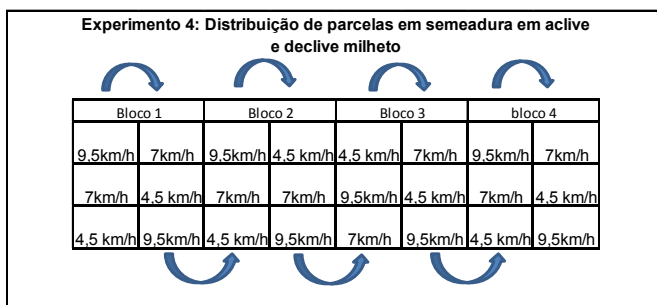 Experimento 4: Distribuição de parcelas em semeadura em aclive
e declive milheto
Bloco 1 Bloco 2 Bloco 3 bloco 4
9,5km/h 7km/h 9,5km/h 4,5 km/h 4,5 km/h 7km/h 9,5km/h 7km/h
7km/h 4,5 km/h 7km/h 7km/h 9,5km/h 4,5 km/h 7km/h 4,5 km/h
4,5 km/h 9,5km/h 4,5 km/h 9,5km/h 7km/h 9,5km/h 4,5 km/h 9,5km/h